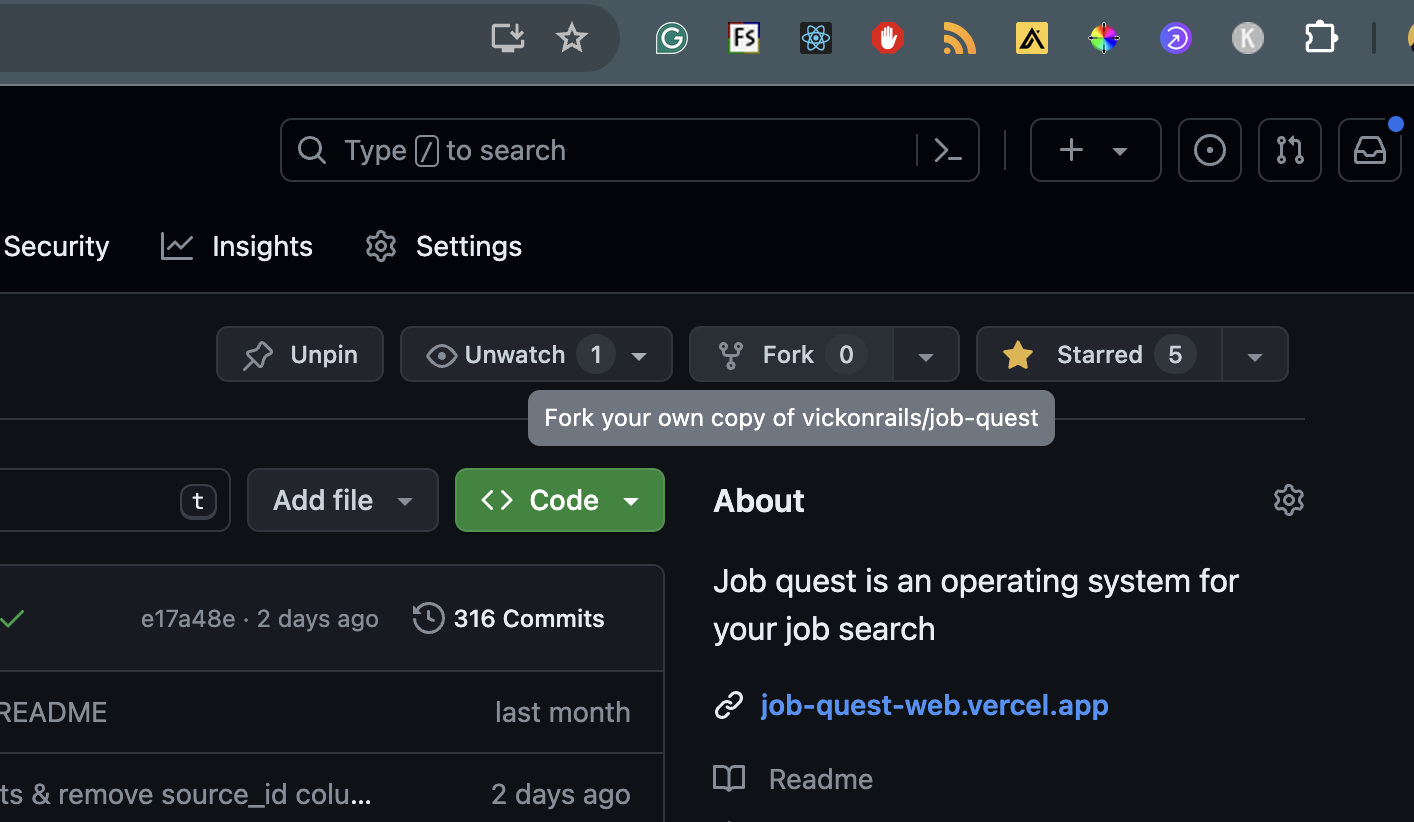 FS
K
Type / to search
Security
Insights
Settings
Unpin
Unwatch 1
Fork 0
Starred 5
Fork your own copy of vickonrails/job-quest
t
Add file
<> Code
About
Job quest is an operating system for
your job search
e17a48e · 2 days ago
316 Commits
README
last month
job-quest-web.vercel.app
Readme
ts & remove source_id colu...
2 days ago